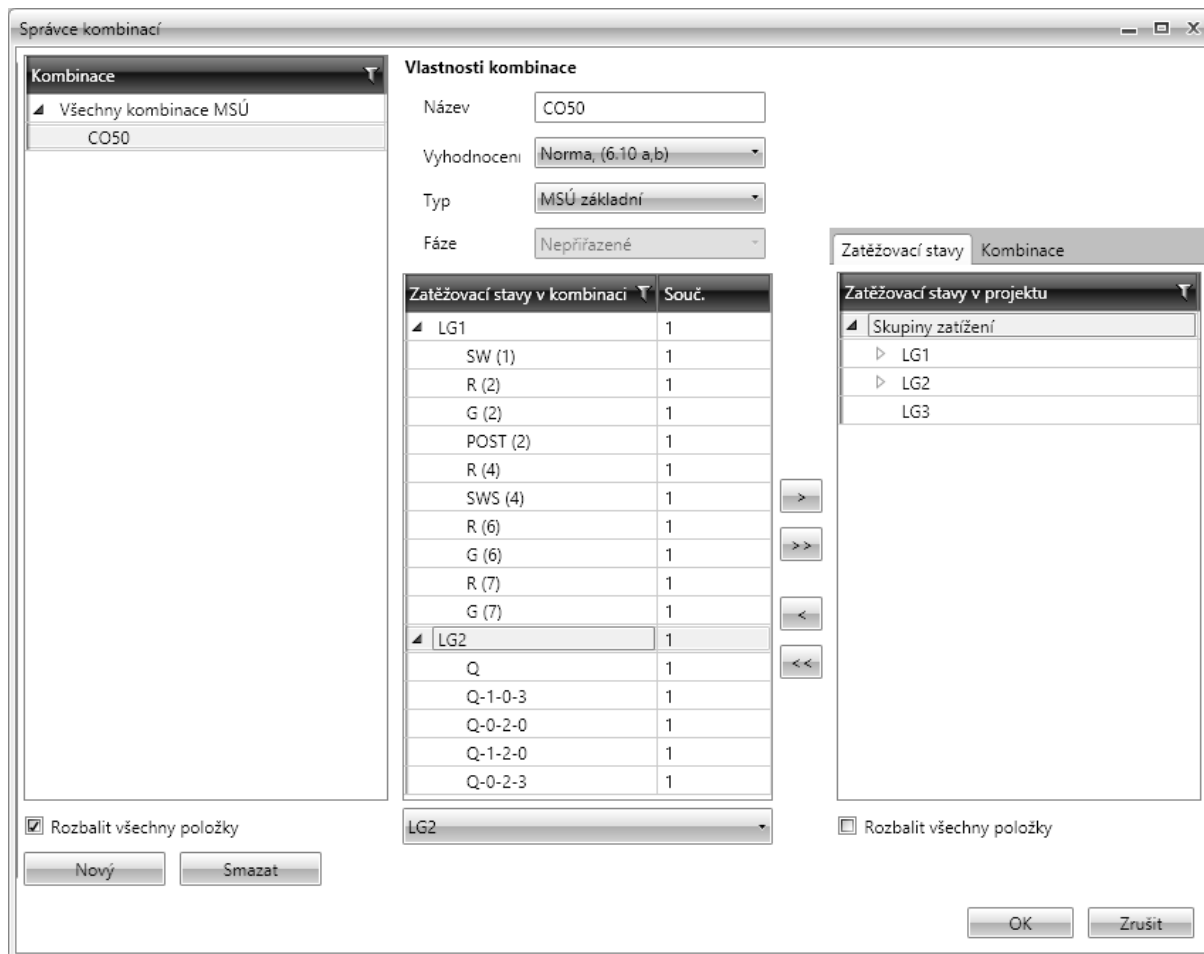 Správce kombinací
Kombinace
Všechny kombinace MSÚ
CO50
Rozbalit všechny položky
Nový
Smazat
Vlastnosti kombinace
Název
CO50
Vyhodnocení
Norma, (6.10 a,b)
Typ
MSÚ základní
Fáze
Nepřiřazené
Zatěžovací stavy v kombinaci Souč.
LG1 1
SW (1) 1
R (2) 1
G (2) 1
POST (2) 1
R (4) 1
SWS (4) 1
R (6) 1
G (6) 1
R (7) 1
G (7) 1
LG2 1
Q 1
Q-1-0-3 1
Q-0-2-0 1
Q-1-2-0 1
Q-0-2-3 1
LG2
>
>>
<
<<
Zatěžovací stavy Kombinace
Zatěžovací stavy v projektu
Skupiny zatížení
LG1
LG2
LG3
Rozbalit všechny položky
OK
Zrušit